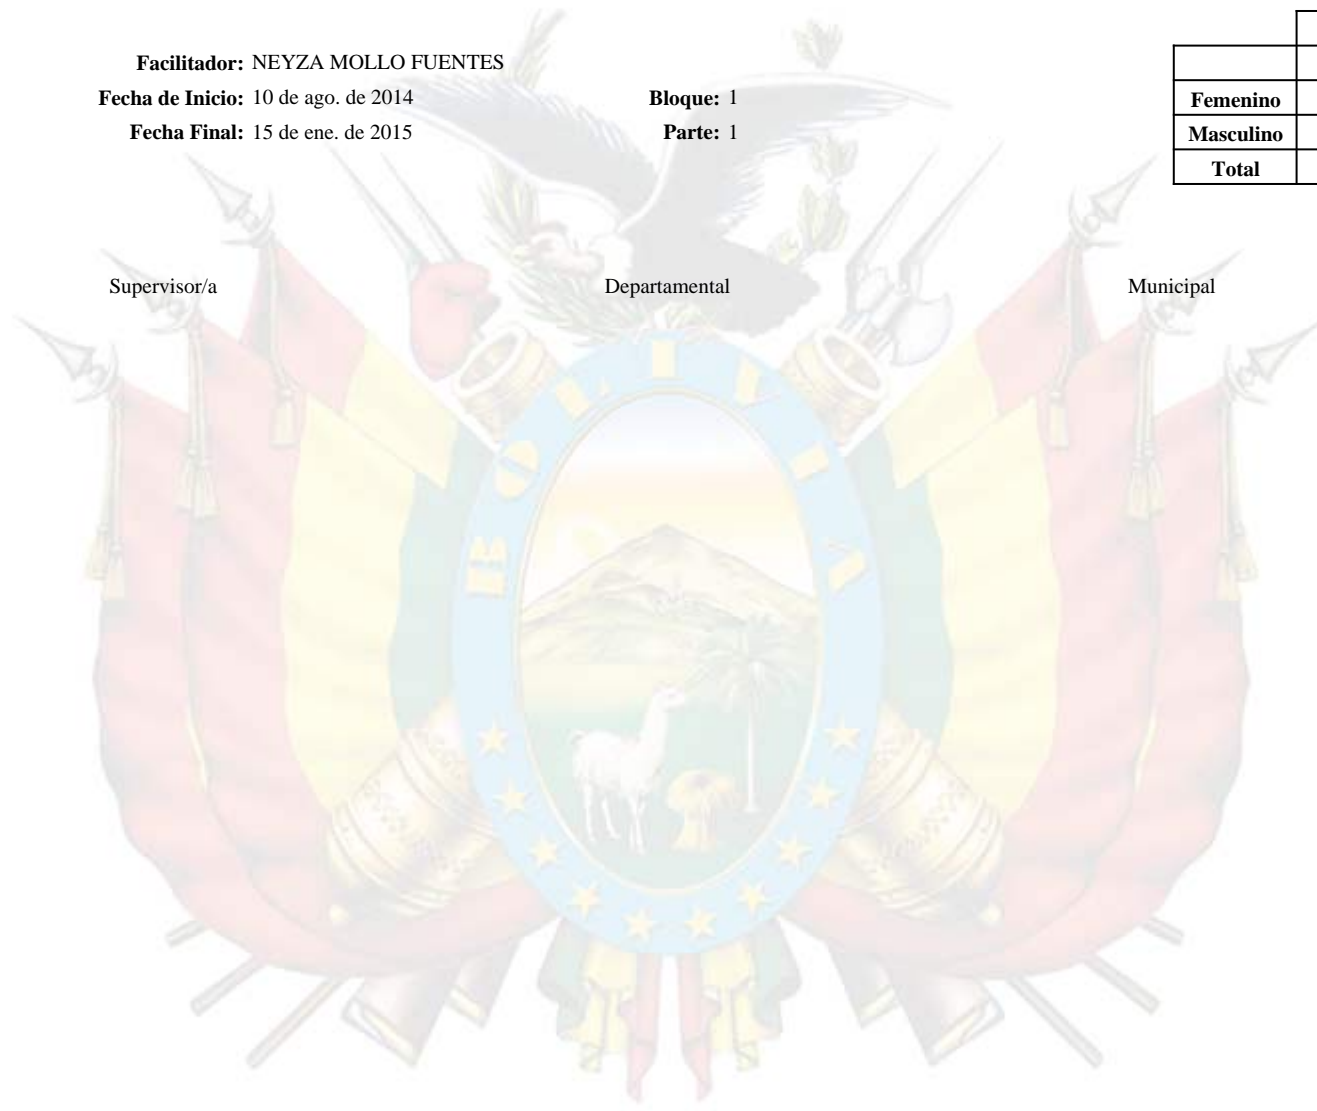 Facilitador: NEYZA MOLLO FUENTES
Fecha de Inicio: 10 de ago. de 2014 Bloque: 1
Femenino
Fecha Final: 15 de ene. de 2015 Parte: 1
Masculino
Total
Supervisor/a Departamental Municipal
BOLIVIA